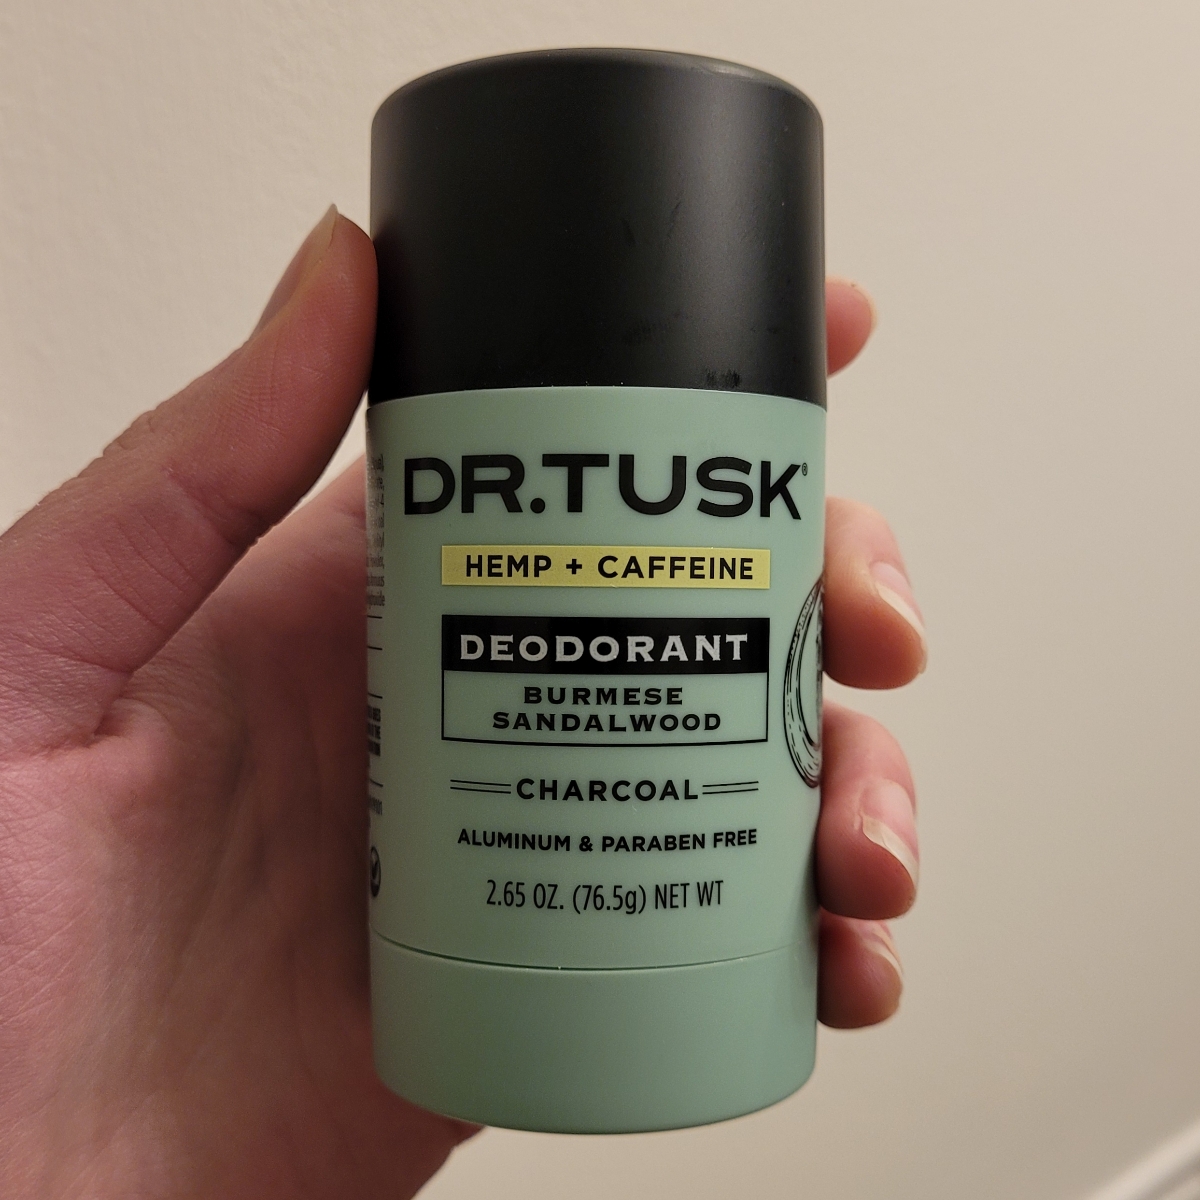 DR.TUSK®
HEMP + CAFFEINE
DEODORANT
BURMESE
SANDALWOOD
CHARCOAL
ALUMINUM & PARABEN FREE
2.65 OZ. (76.5g) NET WT